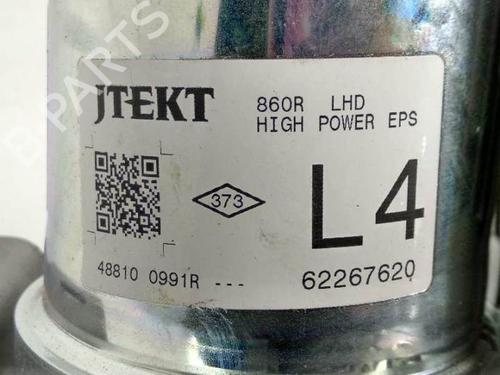 B-PARTS
JTEKT
860R LHD
HIGH POWER EPS
373
L4
48810 0991R ---
62267620